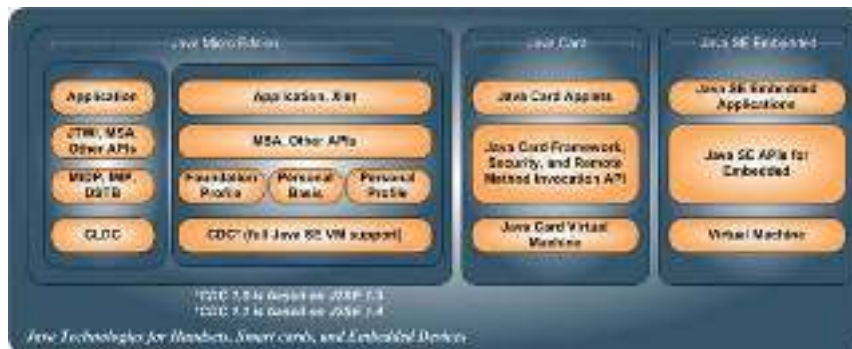 Java Micro Edition
Java Card
Java SE Embedded
Application
Application, Xlet
Java Card Applets
Java SE Embedded
Applications
JTWI, MSA,
Other APIs
MSA, Other APIs
Java Card Framework,
Security, and Remote
Method Invocation API
Java SE APIs for
Embedded
MIDP, IMP,
DSTB
Foundation
Profile
Personal
Basis
Personal
Profile
CLDC
CDC* (full Java SE VM support)
Java Card Virtual
Machine
Virtual Machine
*CDC 1.0 is based on J2SE 1.3
*CDC 1.1 is based on J2SE 1.4
Java Technologies for Handsets, Smart cards, and Embedded Devices